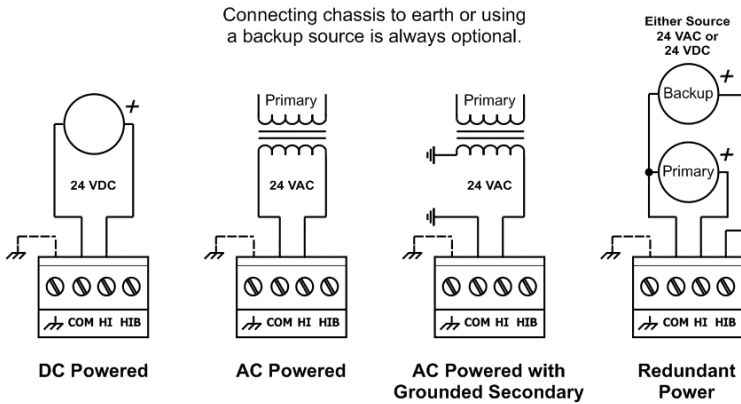 Connecting chassis to earth or using
a backup source is always optional.
Either Source
24 VAC or
24 VDC
+
Backup
Primary
Primary
+
+
Primary
24 VDC
24 VAC
24 VAC
COM HI HIB
COM HI HIB
COM HI HIB
COM HI HIB
DC Powered
AC Powered
AC Powered with
Grounded Secondary
Redundant
Power